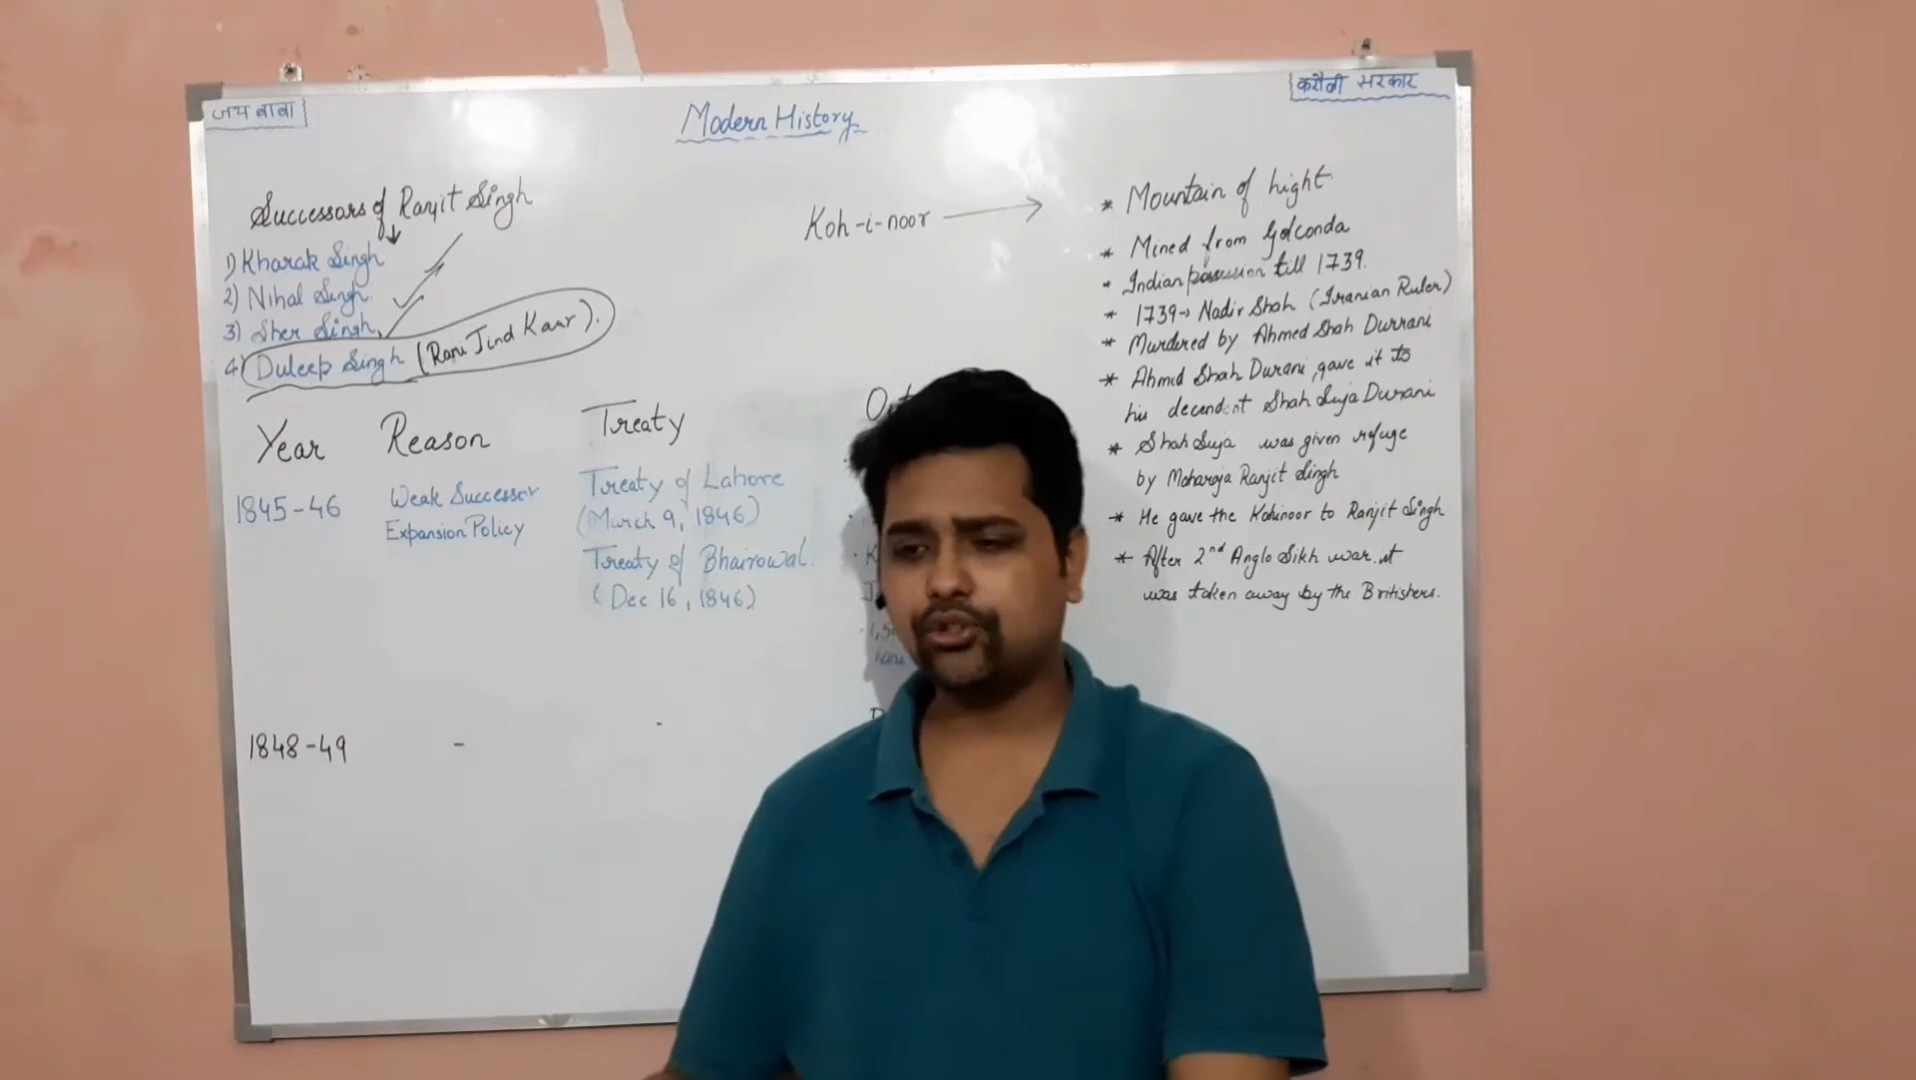 जय बाबा
करौली सरकार
Modern History
Successors of Ranjit Singh
1) Kharak Singh
2) Nihal Singh
3) Sher Singh
4) Duleep Singh (Rani Jind Kaur).
Year Reason Treaty
1845-46
Weak Successor
Expansion Policy
Treaty of Lahore
(March 9, 1846)
Treaty of Bhairowal.
(Dec 16, 1846)
1848-49 -
Koh-i-noor →
* Mountain of hight.
* Mined from Golconda
* Indian possession till 1739.
* 1739→ Nadir Shah (Iranian Ruler)
* Murdered by Ahmed Shah Durrani
* Ahmed Shah Durani, gave it to
his decendent Shah Suja Durani
* Shah Suja was given refuge
by Maharaja Ranjit Singh
* He gave the Kohinoor to Ranjit Singh
* After 2nd Anglo Sikh war it
was taken away by the Britishers.